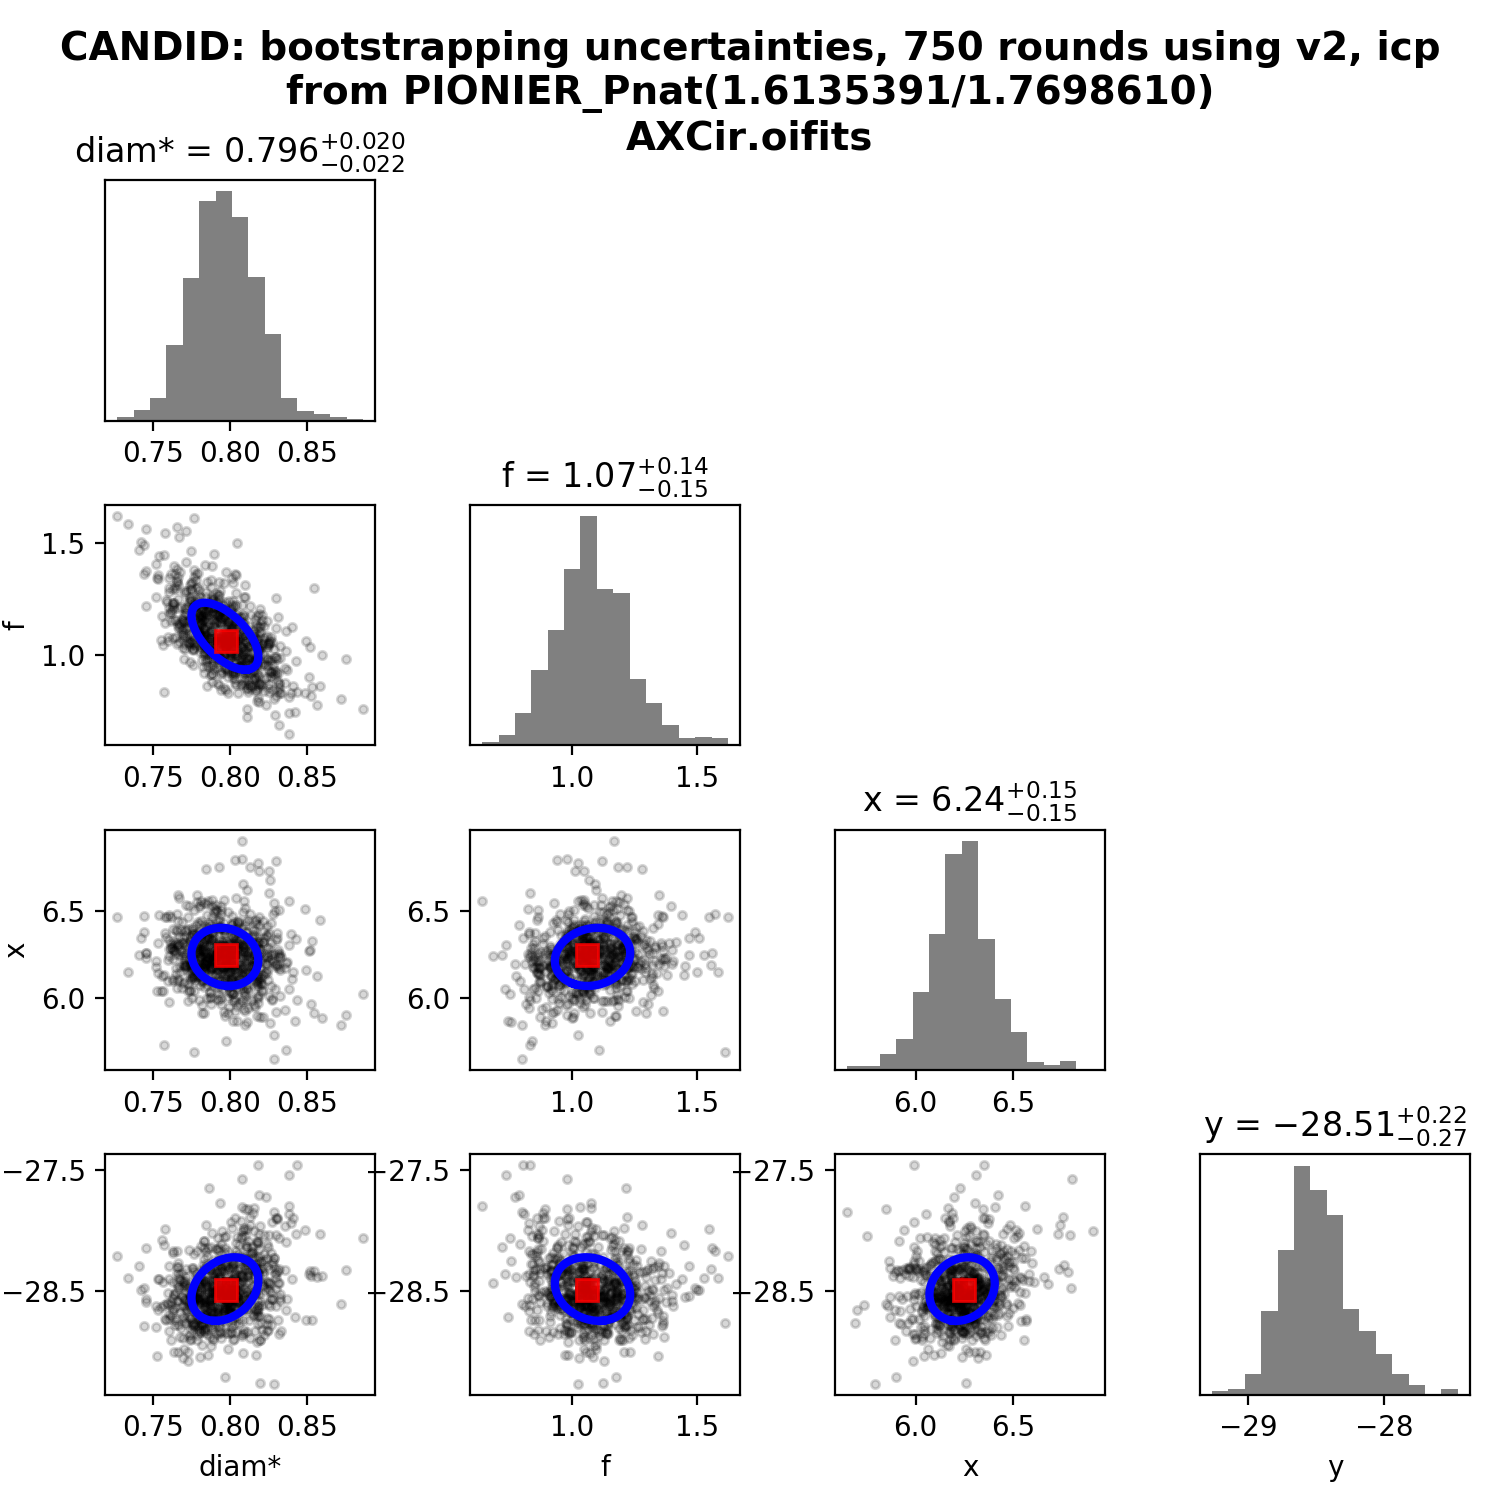 CANDID: bootstrapping uncertainties, 750 rounds using v2, icp
from PIONIER_Pnat(1.6135391/1.7698610)
AXCir.oifits
diam* = 0.796 +0.020 −0.022
0.75 0.80 0.85
f = 1.07 +0.14 −0.15
f
1.5
1.0
0.75 0.80 0.85
1.0 1.5
x = 6.24 +0.15 −0.15
x
6.5
6.0
6.5
6.0
0.75 0.80 0.85
1.0 1.5
6.0 6.5
y = −28.51 +0.22 −0.27
−27.5
−28.5
−27.5
−28.5
−27.5
−28.5
0.75 0.80 0.85
1.0 1.5
6.0 6.5
−29 −28
diam*
f
x
y